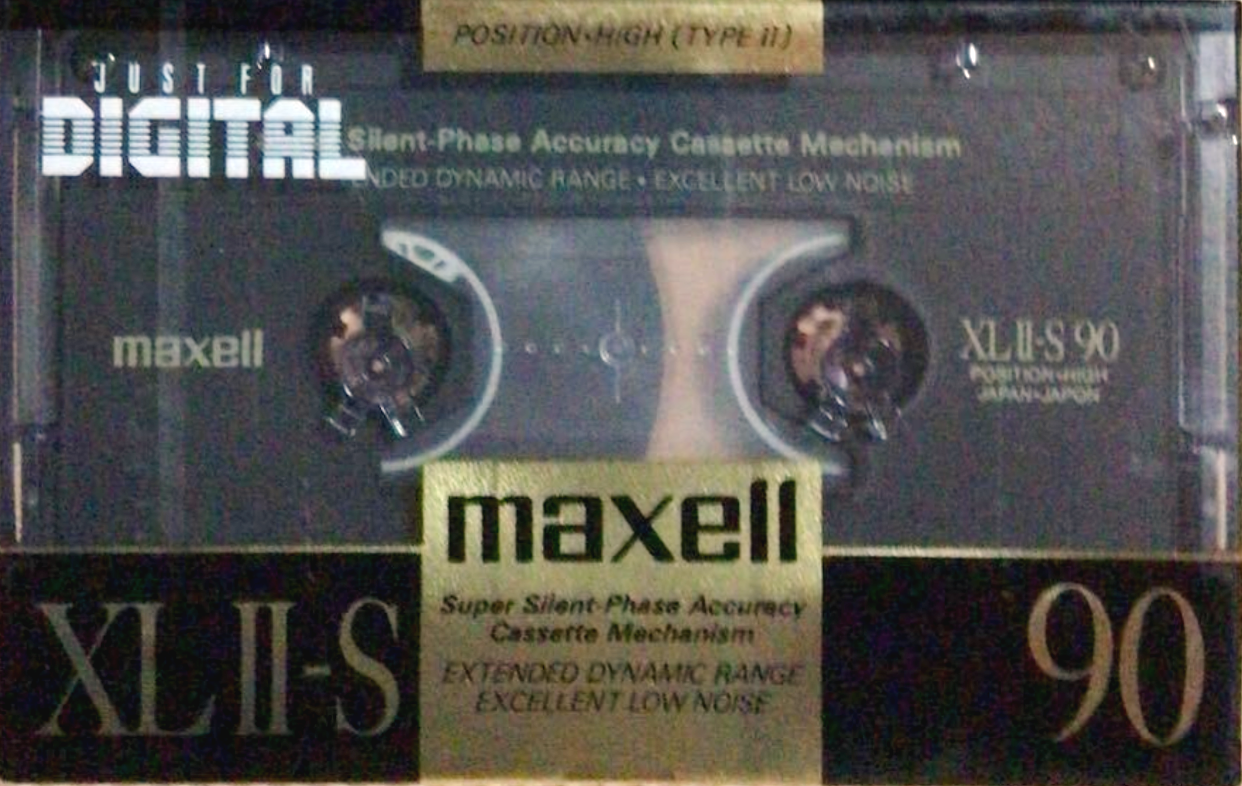 POSITION·HIGH (TYPE II)
JUST FOR
DIGITAL
Silent-Phase Accuracy Cassette Mechanism
ENDED DYNAMIC RANGE • EXCELLENT LOW NOISE
maxell
XL II-S 90
POSITION·HIGH
JAPAN·JAPON
maxell
Super Silent-Phase Accuracy
Cassette Mechanism
EXTENDED DYNAMIC RANGE
EXCELLENT LOW NOISE
XL II-S
90